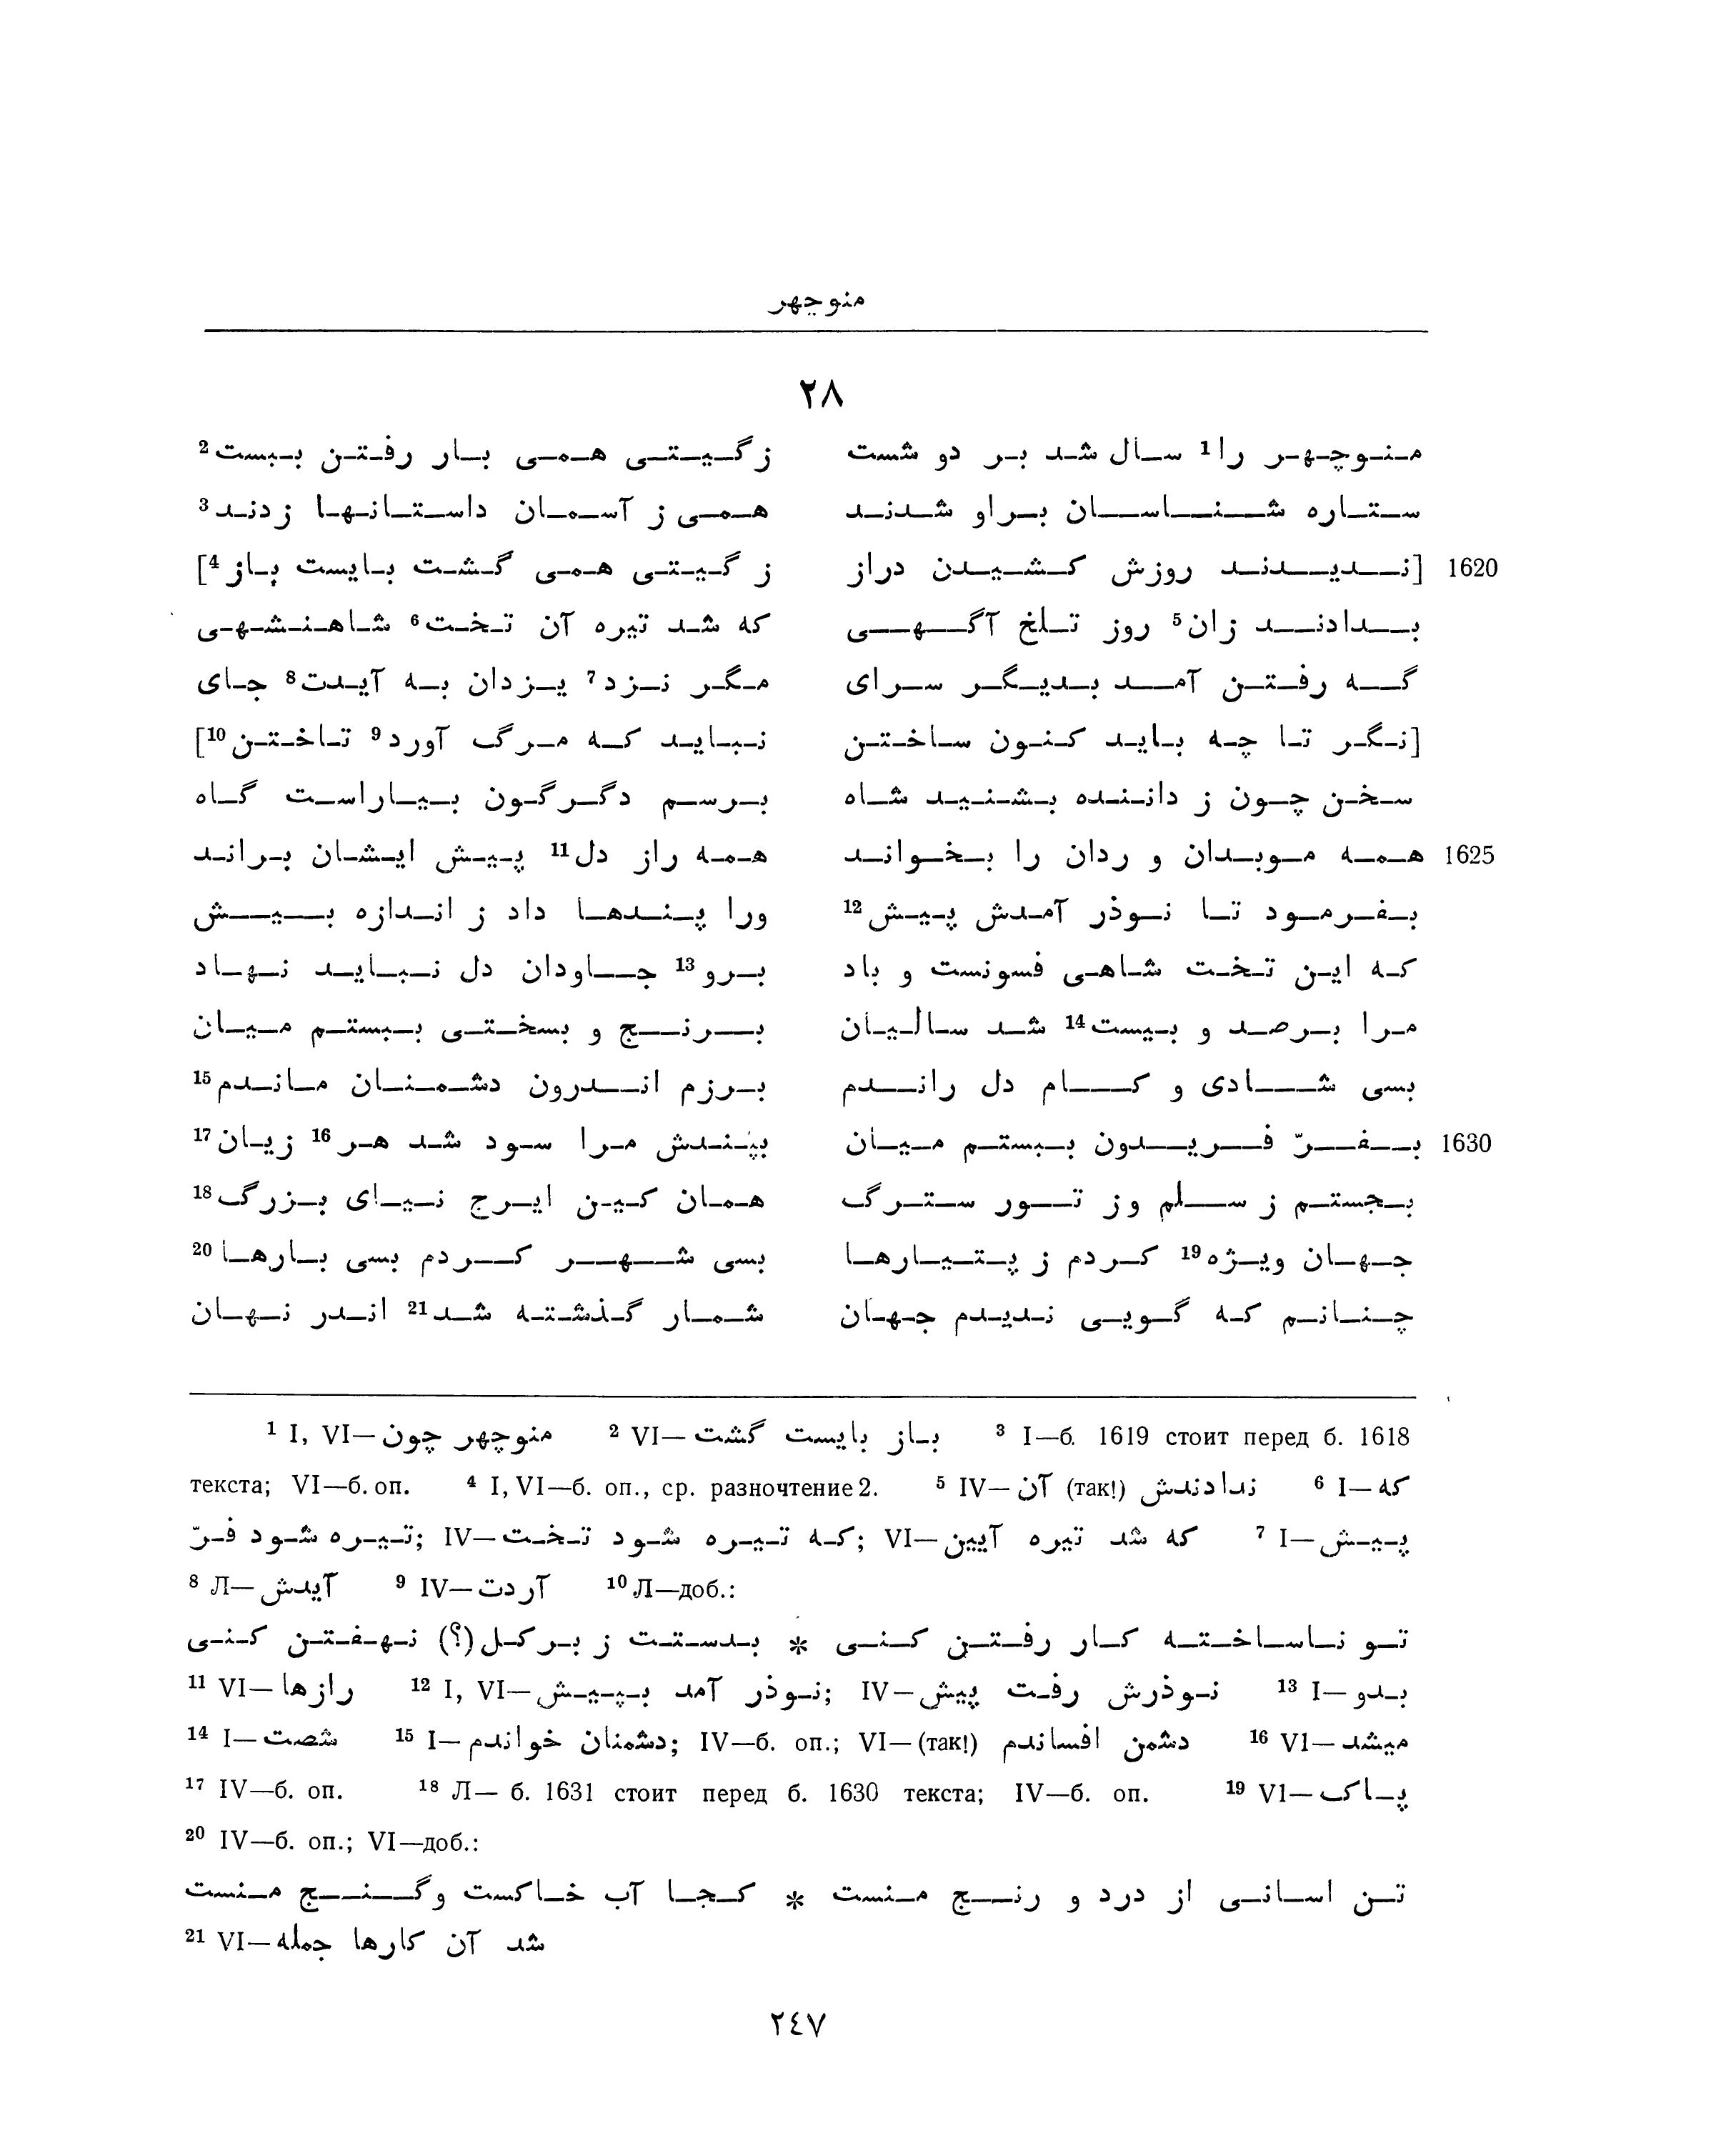 منوچهر
۲۸
منوچهر را1 سال شد بر دو شست زگیتی همی بار رفتن ببست2
ستاره شناسان براو شدند همی ز آسمان داستانها زدند3
1620 [ندیدند روزش کشیدن دراز ز گیتی همی گشت بایست باز4]
بدادند زان5 روز تلخ آگهی که شد تیره آن تخت6 شاهنشهی
گه رفتن آمد بدیگر سرای مگر نزد7 یزدان به آیدت8 جای
[نگر تا چه باید کنون ساختن نباید که مرگ آورد9 تاختن10]
سخن چون ز داننده بشنید شاه برسم دگرگون بیاراست گاه
1625 همه موبدان و ردان را بخواند همه راز دل11 پیش ایشان براند
بفرمود تا نوذر آمدش پیش12 ورا پندها داد ز اندازه بیش
که این تخت شاهی فسونست و باد برو13 جاودان دل نباید نهاد
مرا برصد و بیست14 شد سالیان برنج و بسختی ببستم میان
بسی شادی و کام دل راندم برزم اندرون دشمنان ماندم15
1630 بفرّ فریدون ببستم میان بپندش مرا سود شد هر16 زیان17
بجستم ز سلم وز تور سترگ همان کین ایرج نیای بزرگ18
جهان ویژه19 کردم ز پتیارها بسی شهر کردم بسی بارها20
چنانم که گویی ندیدم جهان شمار گذشته شد21 اندر نهان
1 I, VI—منوچهر چون 2 VI—باز بایست گشت 3 I—б. 1619 стоит перед б. 1618
текста; VI—б. оп. 4 I, VI—б. оп., ср. разночтение 2. 5 IV—آن (так!) ندادندش 6 I—که
تیره شود فرّ; IV—که تیره شود تخت; VI—که شد تیره آیین 7 I—پیش
8 Л—آیدش 9 IV—آردت 10 Л—доб.:
تو ناساخته کار رفتن کنی * بدستت ز برکل (؟) نهفتن کنی
11 VI—رازها 12 I, VI—نوذر آمد بپیش; IV—نوذرش رفت پیش 13 I—بدو
14 I—شصت 15 I—دشمنان خواندم; IV—б. оп.; VI—(так!) دشمن افساندم 16 VI—میشد
17 IV—б. оп. 18 Л— б. 1631 стоит перед б. 1630 текста; IV—б. оп. 19 VI—پاک
20 IV—б. оп.; VI—доб.:
تن اسانی از درد و رنج منست * کجا آب خاکست وگنج منست
21 VI—شد آن کارها جمله
۲٤۷